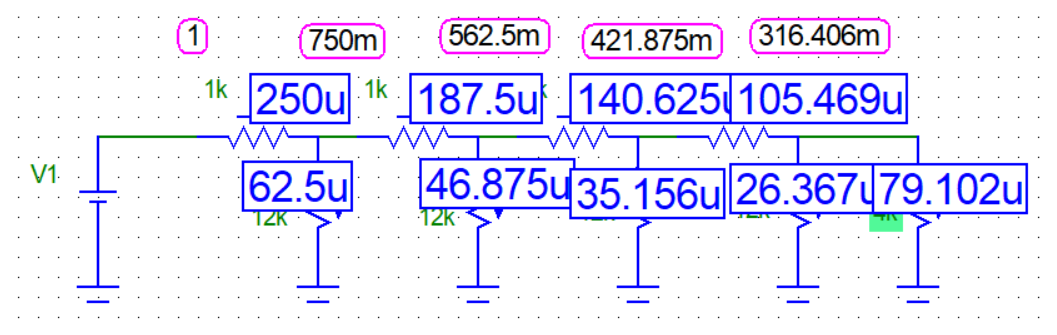 1
750m
562.5m
421.875m
316.406m
1k
250u
1k
187.5u
140.625u
105.469u
V1
62.5u
46.875u
35.156u
26.367u
79.102u
12k
12k
4k